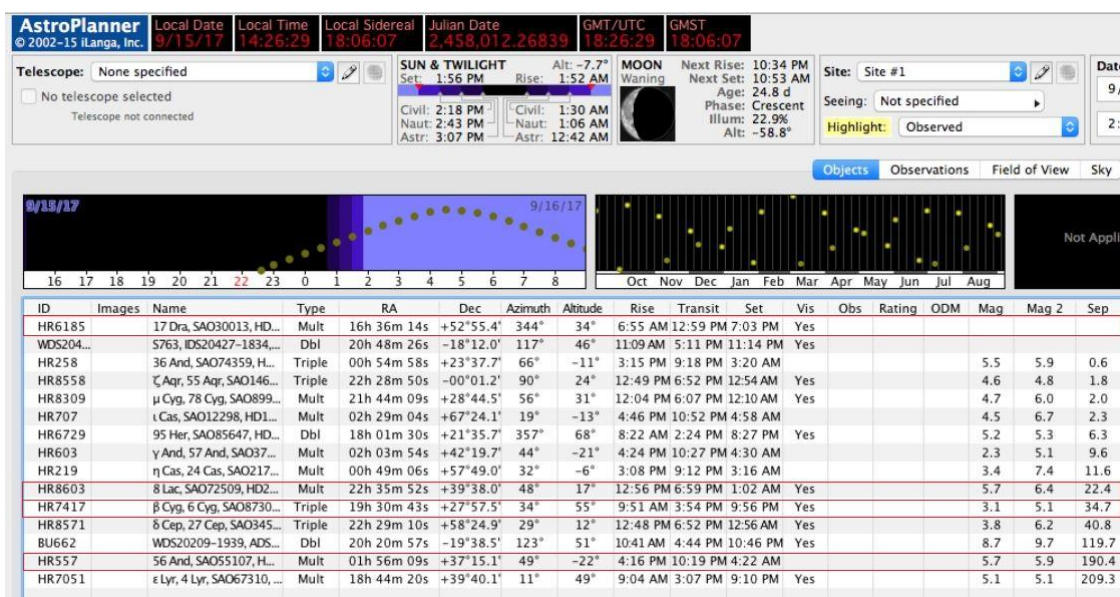 AstroPlanner
© 2002-15 iLanga, Inc.
Local Date Local Time Local Sidereal Julian Date GMT/UTC GMST
9/15/17 14:26:29 18:06:07 2,458,012.26839 18:26:29 18:06:07
Telescope: None specified
No telescope selected
Telescope not connected
SUN & TWILIGHT Alt: -7.7°
Set: 1:56 PM Rise: 1:52 AM
Civil: 2:18 PM Civil: 1:30 AM
Naut: 2:43 PM Naut: 1:06 AM
Astr: 3:07 PM Astr: 12:42 AM
MOON Next Rise: 10:34 PM
Waning Next Set: 10:53 AM
Age: 24.8 d
Phase: Crescent
Illum: 22.9%
Alt: -58.8°
Site: Site #1
Seeing: Not specified
Highlight: Observed
Date
9/
2:
Objects Observations Field of View Sky
9/15/17 9/16/17
16 17 18 19 20 21 22 23 0 1 2 3 4 5 6 7 8
Oct Nov Dec Jan Feb Mar Apr May Jun Jul Aug
Not Appli
ID Images Name Type RA Dec Azimuth Altitude Rise Transit Set Vis Obs Rating ODM Mag Mag 2 Sep
HR6185 17 Dra, SAO30013, HD... Mult 16h 36m 14s +52°55.4' 344° 34° 6:55 AM 12:59 PM 7:03 PM Yes
WDS204... S763, IDS20427-1834,... Dbl 20h 48m 26s -18°12.0' 117° 46° 11:09 AM 5:11 PM 11:14 PM Yes
HR258 36 And, SAO74359, H... Triple 00h 54m 58s +23°37.7' 66° -11° 3:15 PM 9:18 PM 3:20 AM 5.5 5.9 0.6
HR8558 ζ Aqr, 55 Aqr, SAO146... Triple 22h 28m 50s -00°01.2' 90° 24° 12:49 PM 6:52 PM 12:54 AM Yes 4.6 4.8 1.8
HR8309 μ Cyg, 78 Cyg, SAO899... Mult 21h 44m 09s +28°44.5' 56° 31° 12:04 PM 6:07 PM 12:10 AM Yes 4.7 6.0 2.0
HR707 ι Cas, SAO12298, HD1... Mult 02h 29m 04s +67°24.1' 19° -13° 4:46 PM 10:52 PM 4:58 AM 4.5 6.7 2.3
HR6729 95 Her, SAO85647, HD... Dbl 18h 01m 30s +21°35.7' 357° 68° 8:22 AM 2:24 PM 8:27 PM Yes 5.2 5.3 6.3
HR603 γ And, 57 And, SAO37... Mult 02h 03m 54s +42°19.7' 44° -21° 4:24 PM 10:27 PM 4:30 AM 2.3 5.1 9.6
HR219 η Cas, 24 Cas, SAO217... Mult 00h 49m 06s +57°49.0' 32° -6° 3:08 PM 9:12 PM 3:16 AM 3.4 7.4 11.6
HR8603 8 Lac, SAO72509, HD2... Mult 22h 35m 52s +39°38.0' 48° 17° 12:56 PM 6:59 PM 1:02 AM Yes 5.7 6.4 22.4
HR7417 β Cyg, 6 Cyg, SAO8730... Triple 19h 30m 43s +27°57.5' 34° 55° 9:51 AM 3:54 PM 9:56 PM Yes 3.1 5.1 34.7
HR8571 δ Cep, 27 Cep, SAO345... Triple 22h 29m 10s +58°24.9' 29° 12° 12:48 PM 6:52 PM 12:56 AM Yes 3.8 6.2 40.8
BU662 WDS20209-1939, ADS... Dbl 20h 20m 57s -19°38.5' 123° 51° 10:41 AM 4:44 PM 10:46 PM Yes 8.7 9.7 119.7
HR557 56 And, SAO55107, H... Mult 01h 56m 09s +37°15.1' 49° -22° 4:16 PM 10:19 PM 4:22 AM 5.7 5.9 190.4
HR7051 ε Lyr, 4 Lyr, SAO67310, ... Mult 18h 44m 20s +39°40.1' 11° 49° 9:04 AM 3:07 PM 9:10 PM Yes 5.1 5.1 209.3